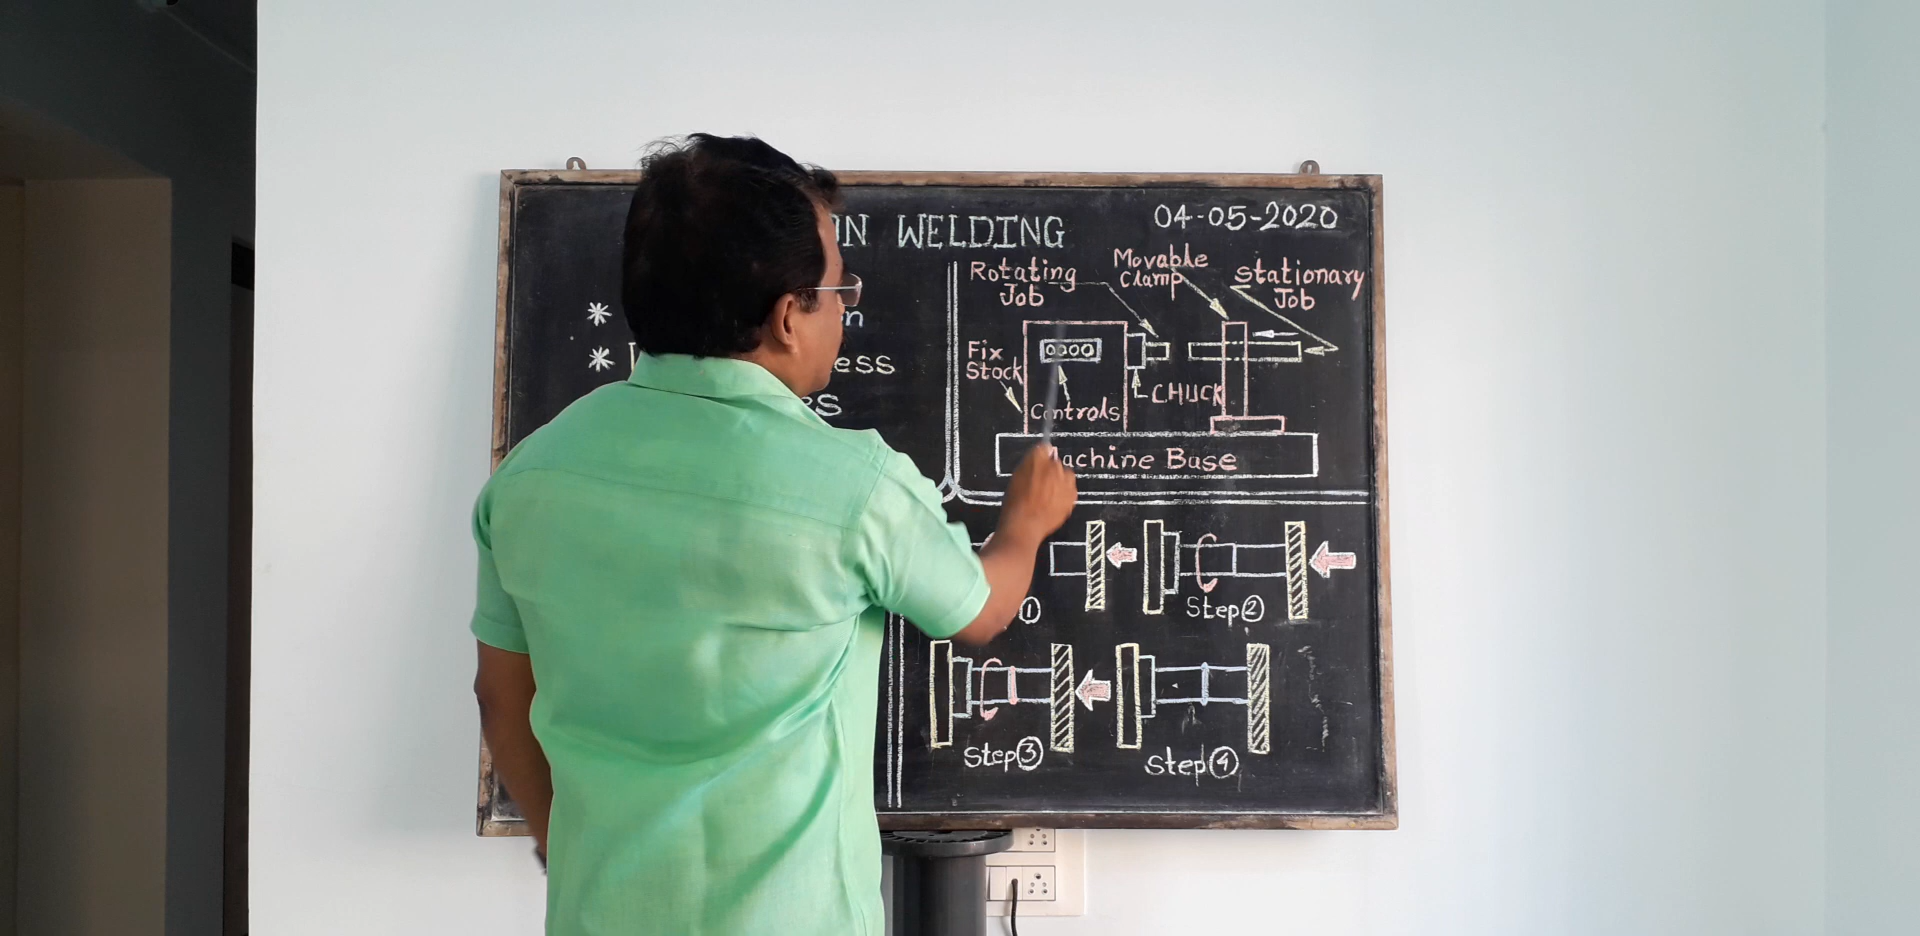 WELDING
04-05-2020
*
* ess
Rotating
Job
Movable
Clamp
Stationary
Job
Fix
Stock
Controls
CHUCK
Machine Base
①
Step②
Step③
Step④